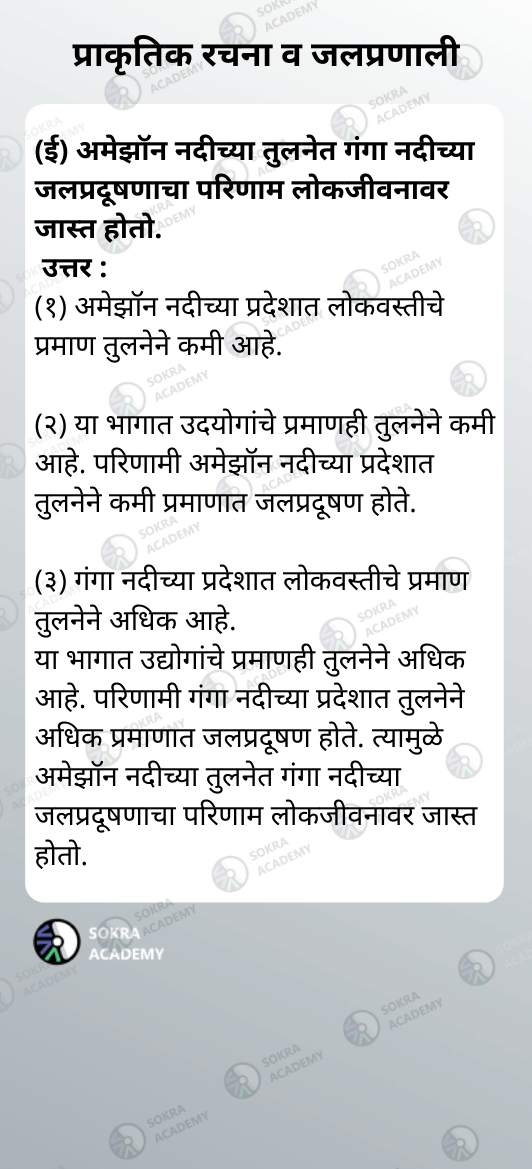 प्राकृतिक रचना व जलप्रणाली
(ई) अमेझॉन नदीच्या तुलनेत गंगा नदीच्या
जलप्रदूषणाचा परिणाम लोकजीवनावर
जास्त होतो.
उत्तर :
(१) अमेझॉन नदीच्या प्रदेशात लोकवस्तीचे
प्रमाण तुलनेने कमी आहे.
(२) या भागात उदयोगांचे प्रमाणही तुलनेने कमी
आहे. परिणामी अमेझॉन नदीच्या प्रदेशात
तुलनेने कमी प्रमाणात जलप्रदूषण होते.
(३) गंगा नदीच्या प्रदेशात लोकवस्तीचे प्रमाण
तुलनेने अधिक आहे.
या भागात उद्योगांचे प्रमाणही तुलनेने अधिक
आहे. परिणामी गंगा नदीच्या प्रदेशात तुलनेने
अधिक प्रमाणात जलप्रदूषण होते. त्यामुळे
अमेझॉन नदीच्या तुलनेत गंगा नदीच्या
जलप्रदूषणाचा परिणाम लोकजीवनावर जास्त
होतो.
SOKRA
ACADEMY